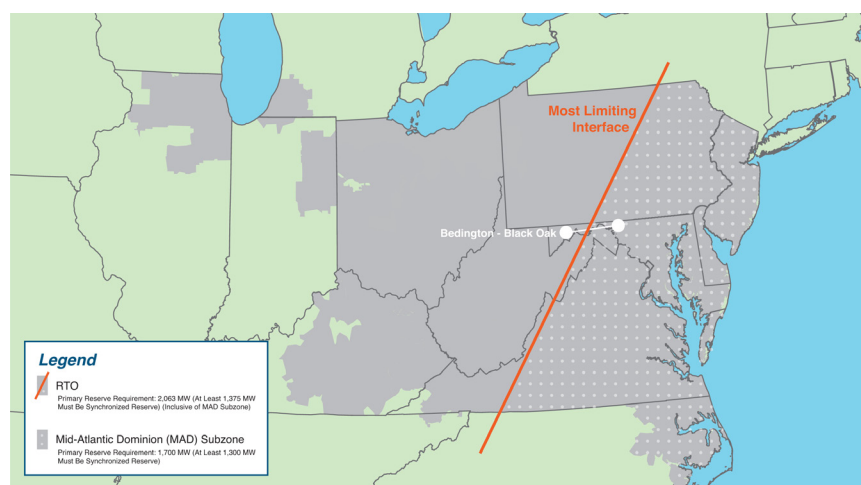 Most Limiting
Interface
Bedington - Black Oak
Legend
RTO
Primary Reserve Requirement: 2,063 MW (At Least 1,375 MW
Must Be Synchronized Reserve) (Inclusive of MAD Subzone)
Mid-Atlantic Dominion (MAD) Subzone
Primary Reserve Requirement: 1,700 MW (At Least 1,300 MW
Must Be Synchronized Reserve)